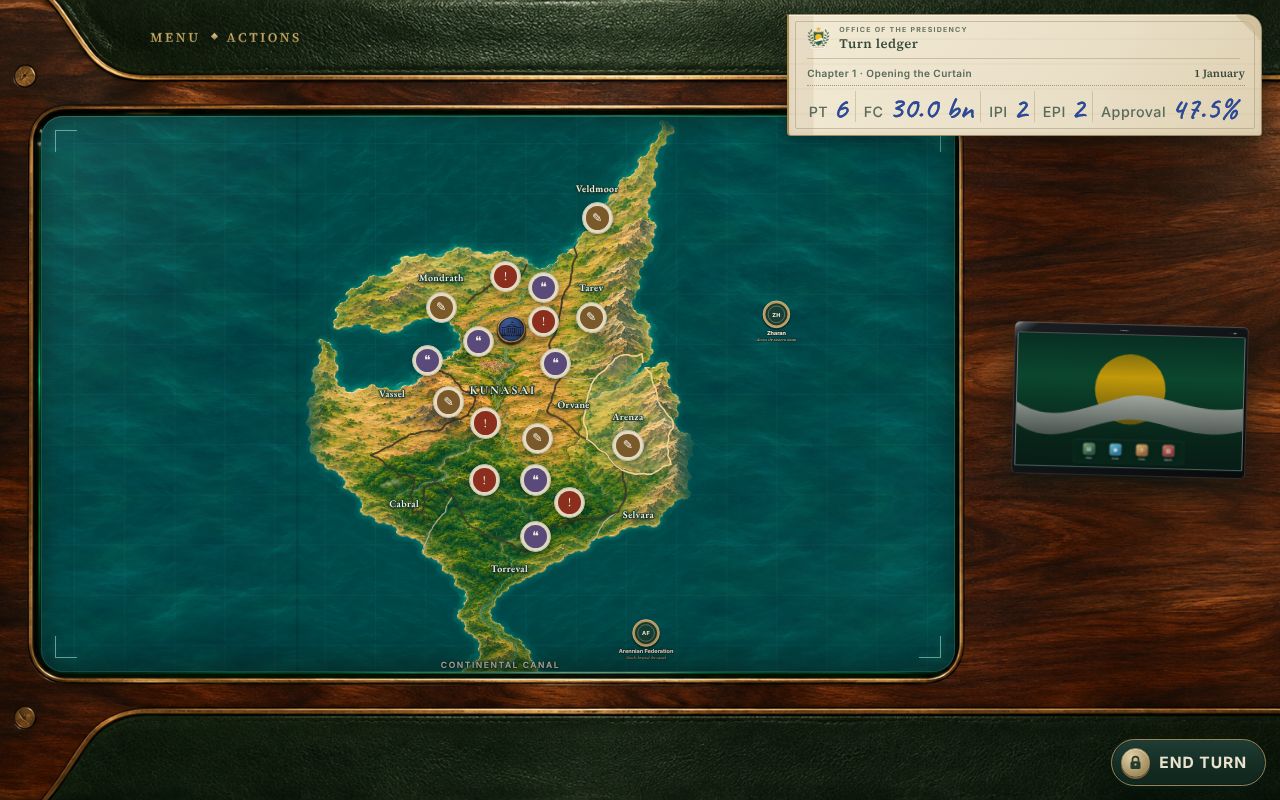 MENU ◆ ACTIONS
OFFICE OF THE PRESIDENCY
Turn ledger
Chapter 1 · Opening the Curtain
1 January
PT 6 FC 30.0 bn IPI 2 EPI 2 Approval 47.5%
Veldmoor
Mondrath
Tarev
ZH
Zharan
Vassel
KUNASAI
Orvane
Arenza
Cabral
Selvara
Torreval
AF
Arennian Federation
CONTINENTAL CANAL
END TURN